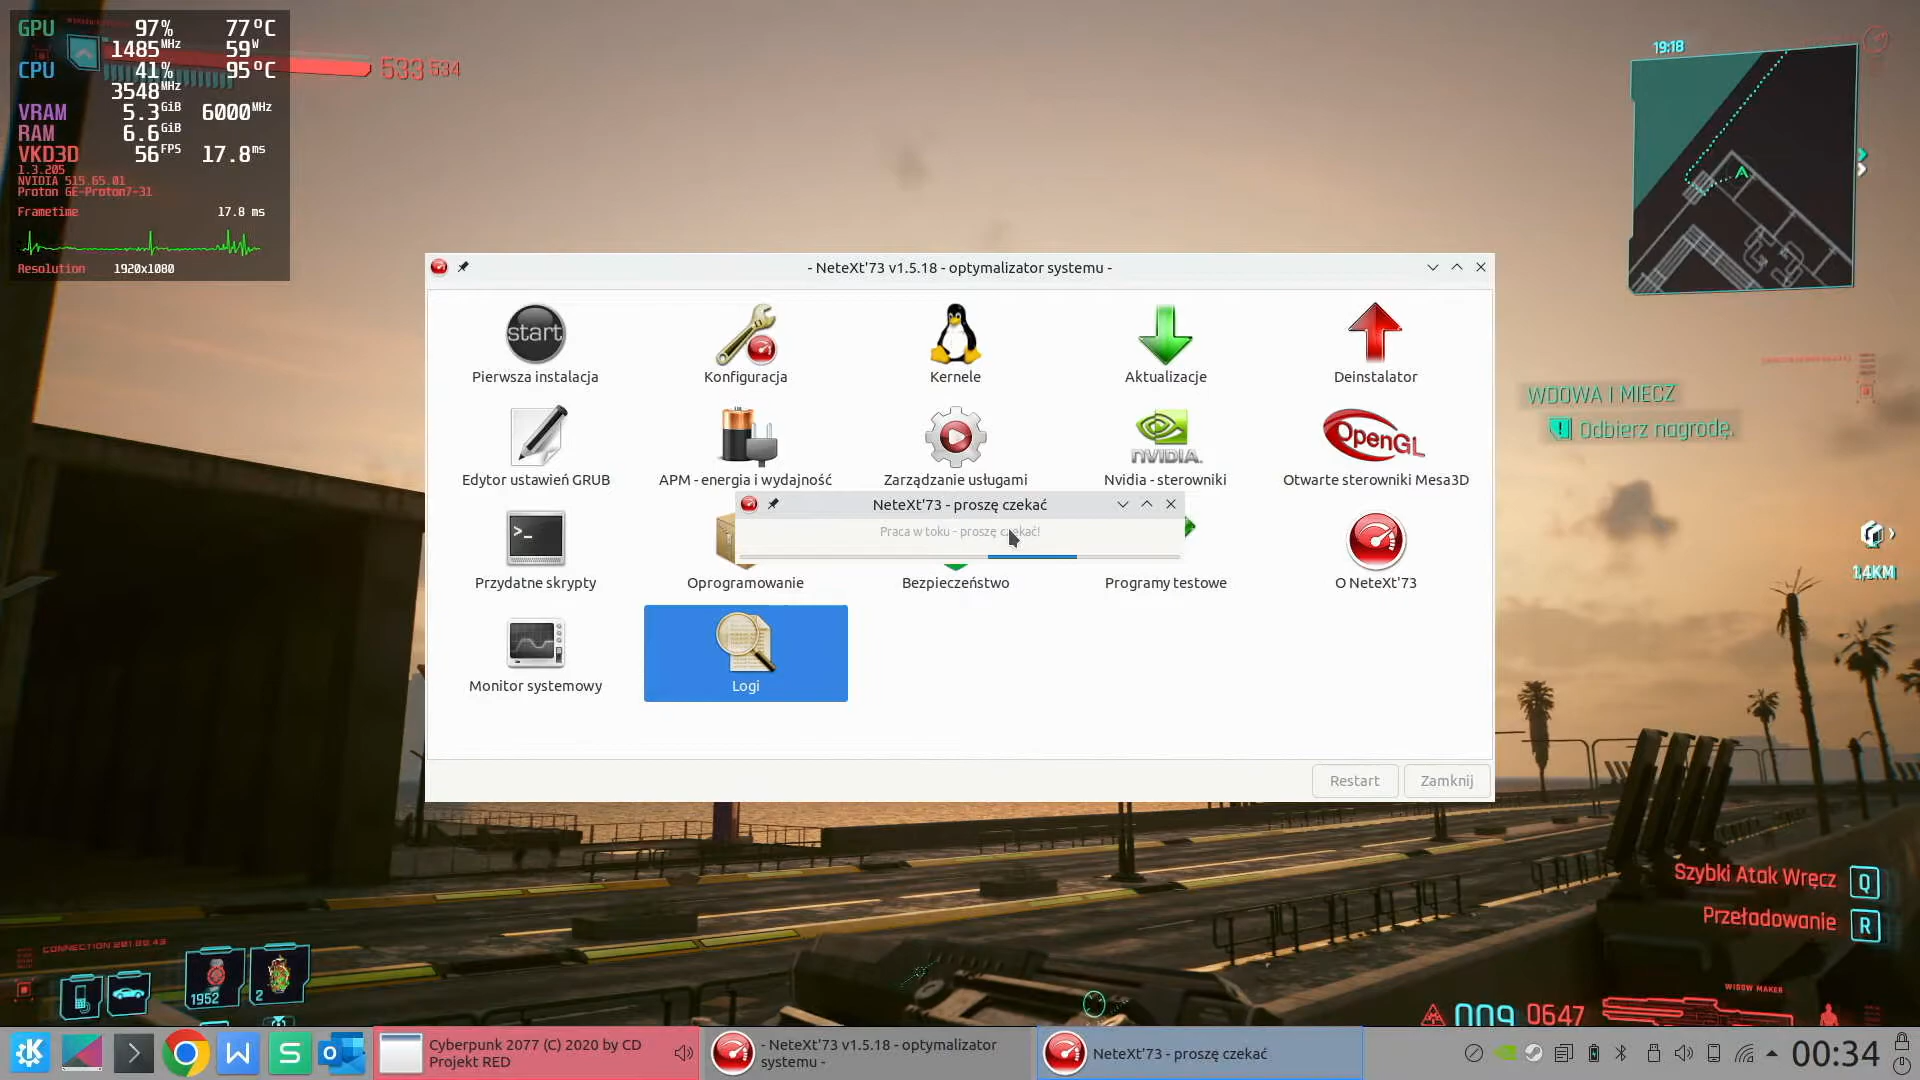 GPU 97% 77°C
1485MHz 59W
CPU 41% 95°C
3548MHz
VRAM 5.3GiB 6000MHz
RAM 6.6GiB
VKD3D 56FPS 17.8ms
1.3.205
NVIDIA 515.65.01
Proton GE-Proton7-31
Frametime 17.8 ms
Resolution 1920x1080
533 534
19:18
WDOWA I MIECZ
! Odbierz nagrodę.
1,4KM
- NeteXt'73 v1.5.18 - optymalizator systemu -
start
Pierwsza instalacja
Konfiguracja
Kernele
Aktualizacje
Deinstalator
NVIDIA.
OpenGL
Edytor ustawień GRUB
APM - energia i wydajność
Zarządzanie usługami
Nvidia - sterowniki
Otwarte sterowniki Mesa3D
NeteXt'73 - proszę czekać
Praca w toku - proszę czekać!
>_
Przydatne skrypty
Oprogramowanie
Bezpieczeństwo
Programy testowe
O NeteXt'73
Monitor systemowy
Logi
Restart
Zamknij
Szybki Atak Wręcz Q
Przeładowanie R
1952
2
WIDOW MAKER
009 0647
Cyberpunk 2077 (C) 2020 by CD
Projekt RED
- NeteXt'73 v1.5.18 - optymalizator
systemu -
NeteXt'73 - proszę czekać
00:34